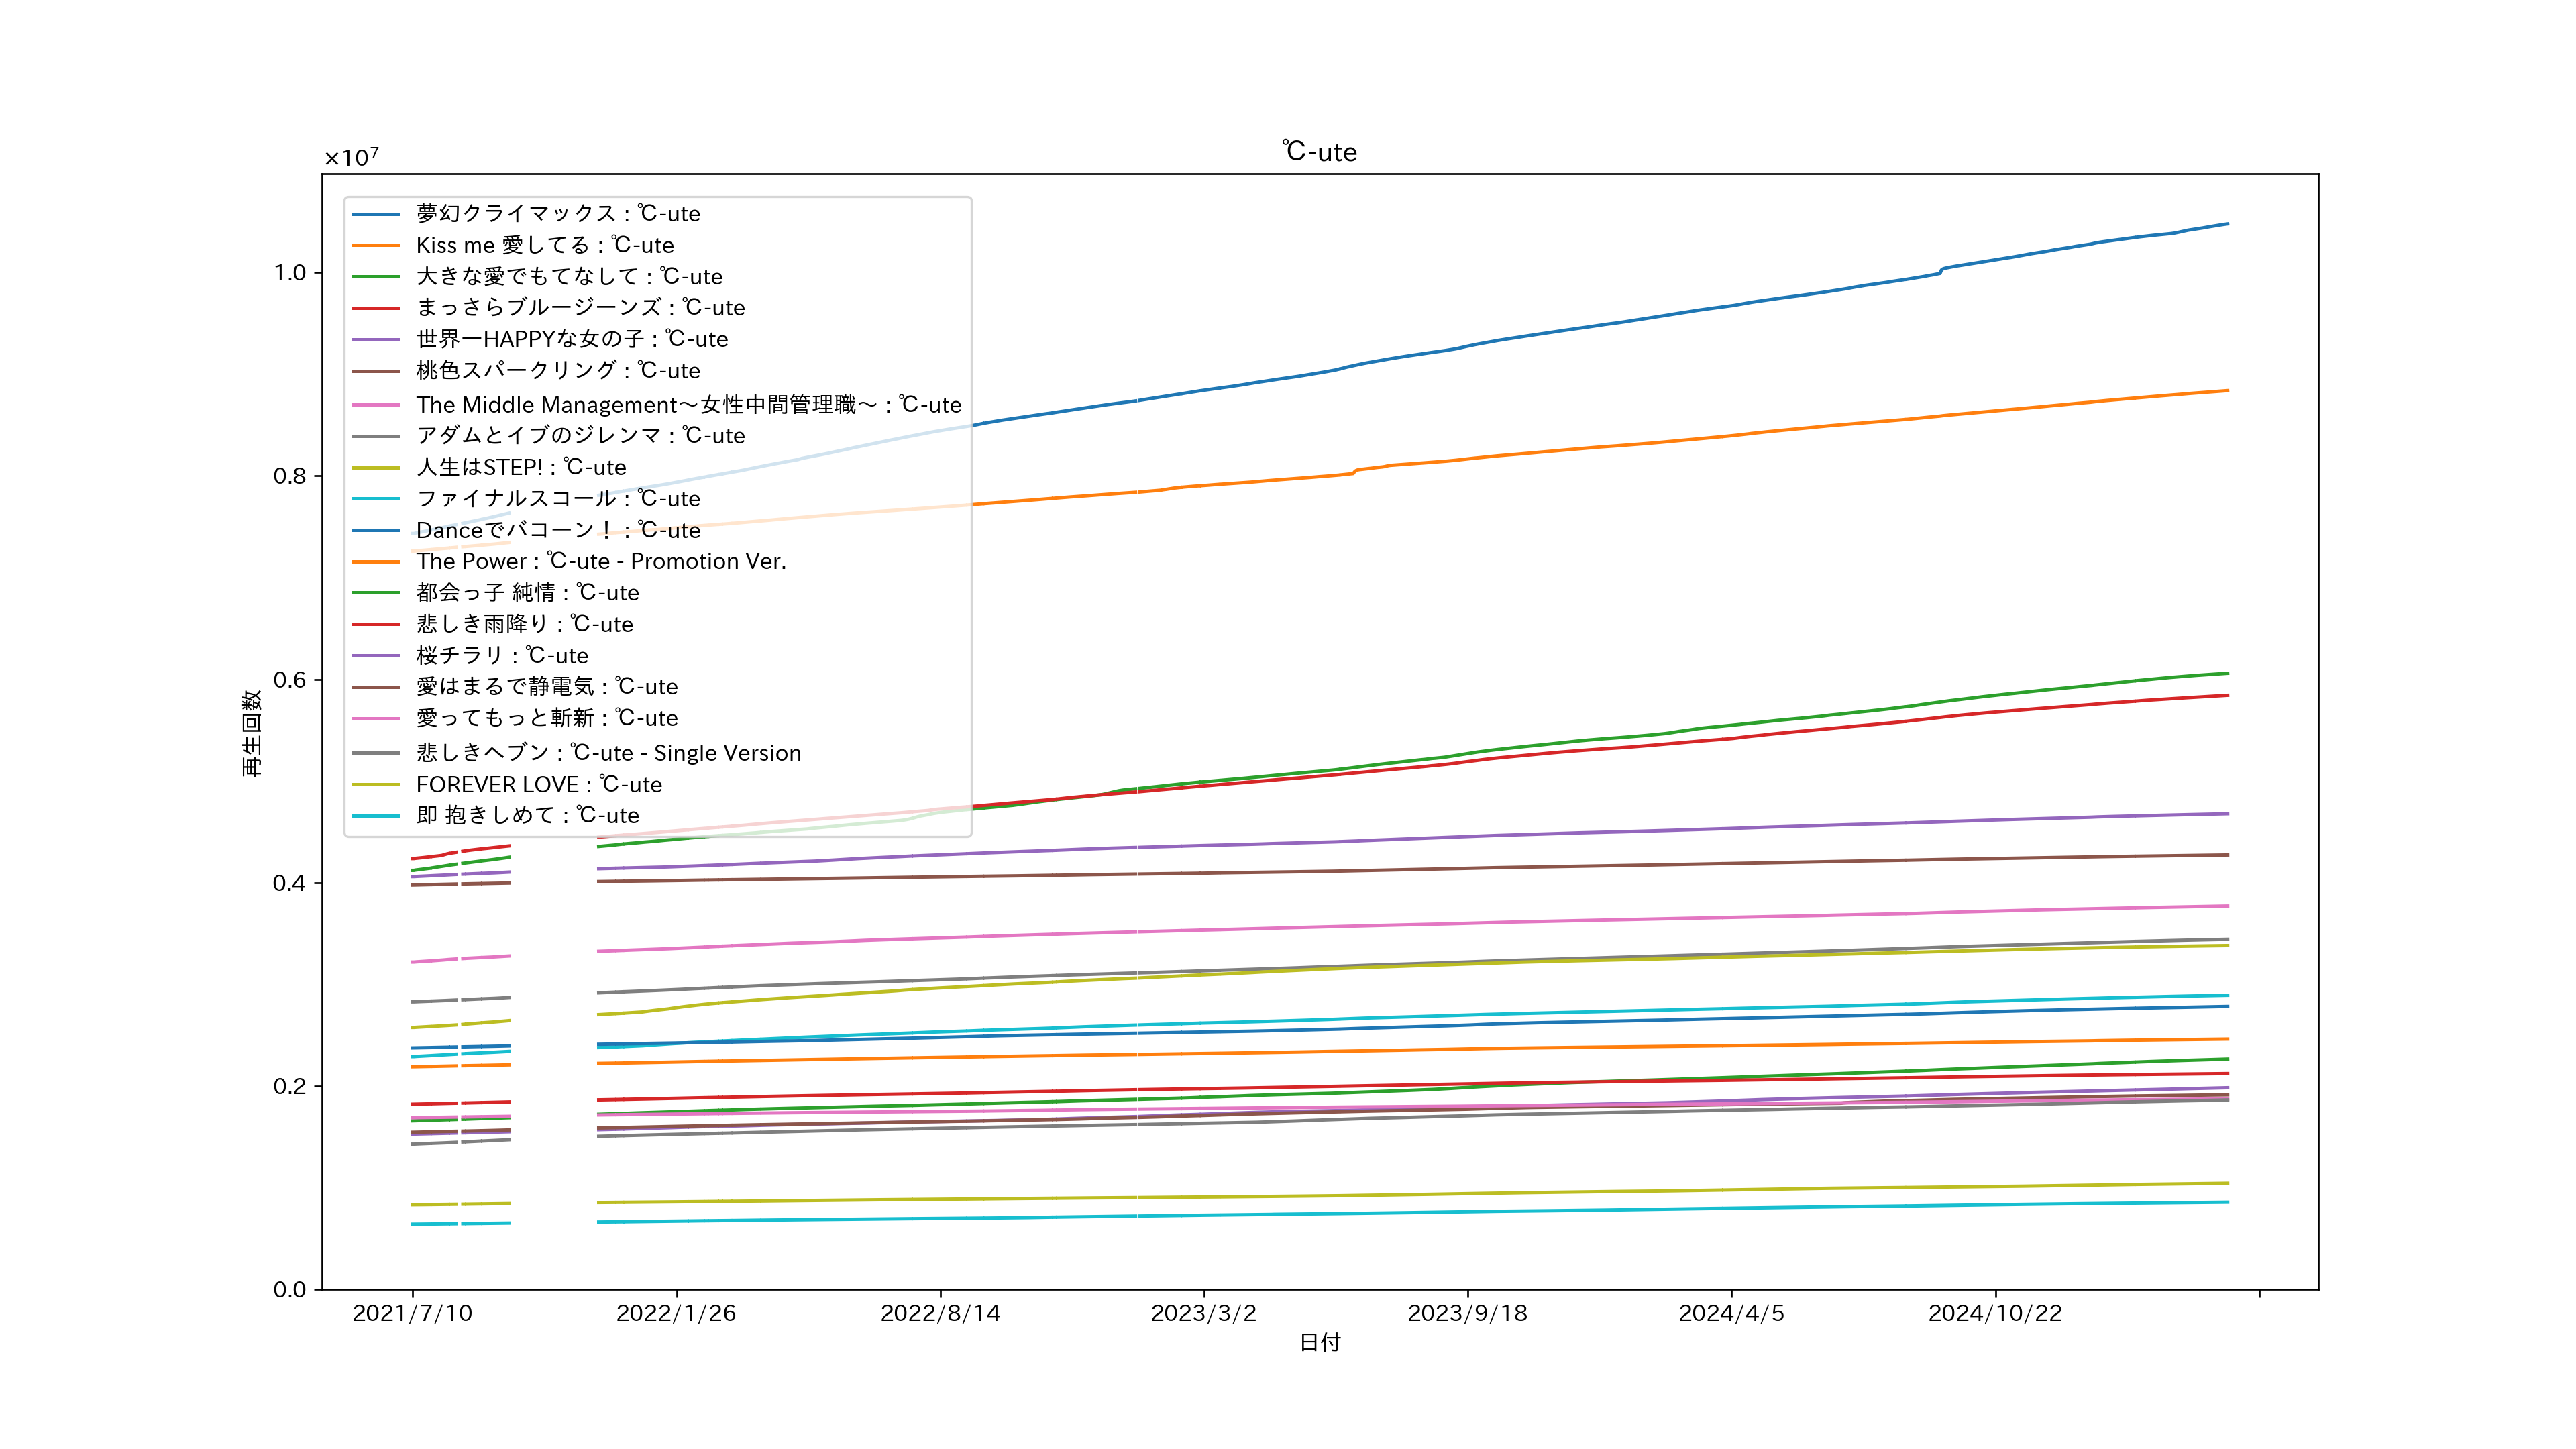 ℃-ute
×10⁷
夢幻クライマックス : ℃-ute
Kiss me 愛してる : ℃-ute
大きな愛でもてなして : ℃-ute
まっさらブルージーンズ : ℃-ute
世界一HAPPYな女の子 : ℃-ute
桃色スパークリング : ℃-ute
The Middle Management～女性中間管理職～ : ℃-ute
アダムとイブのジレンマ : ℃-ute
人生はSTEP! : ℃-ute
ファイナルスコール : ℃-ute
Danceでバコーン！ : ℃-ute
The Power : ℃-ute - Promotion Ver.
都会っ子 純情 : ℃-ute
悲しき雨降り : ℃-ute
桜チラリ : ℃-ute
愛はまるで静電気 : ℃-ute
愛ってもっと斬新 : ℃-ute
悲しきヘブン : ℃-ute - Single Version
FOREVER LOVE : ℃-ute
即 抱きしめて : ℃-ute
1.0
0.8
0.6
0.4
0.2
0.0
再生回数
2021/7/10
2022/1/26
2022/8/14
2023/3/2
2023/9/18
2024/4/5
2024/10/22
日付